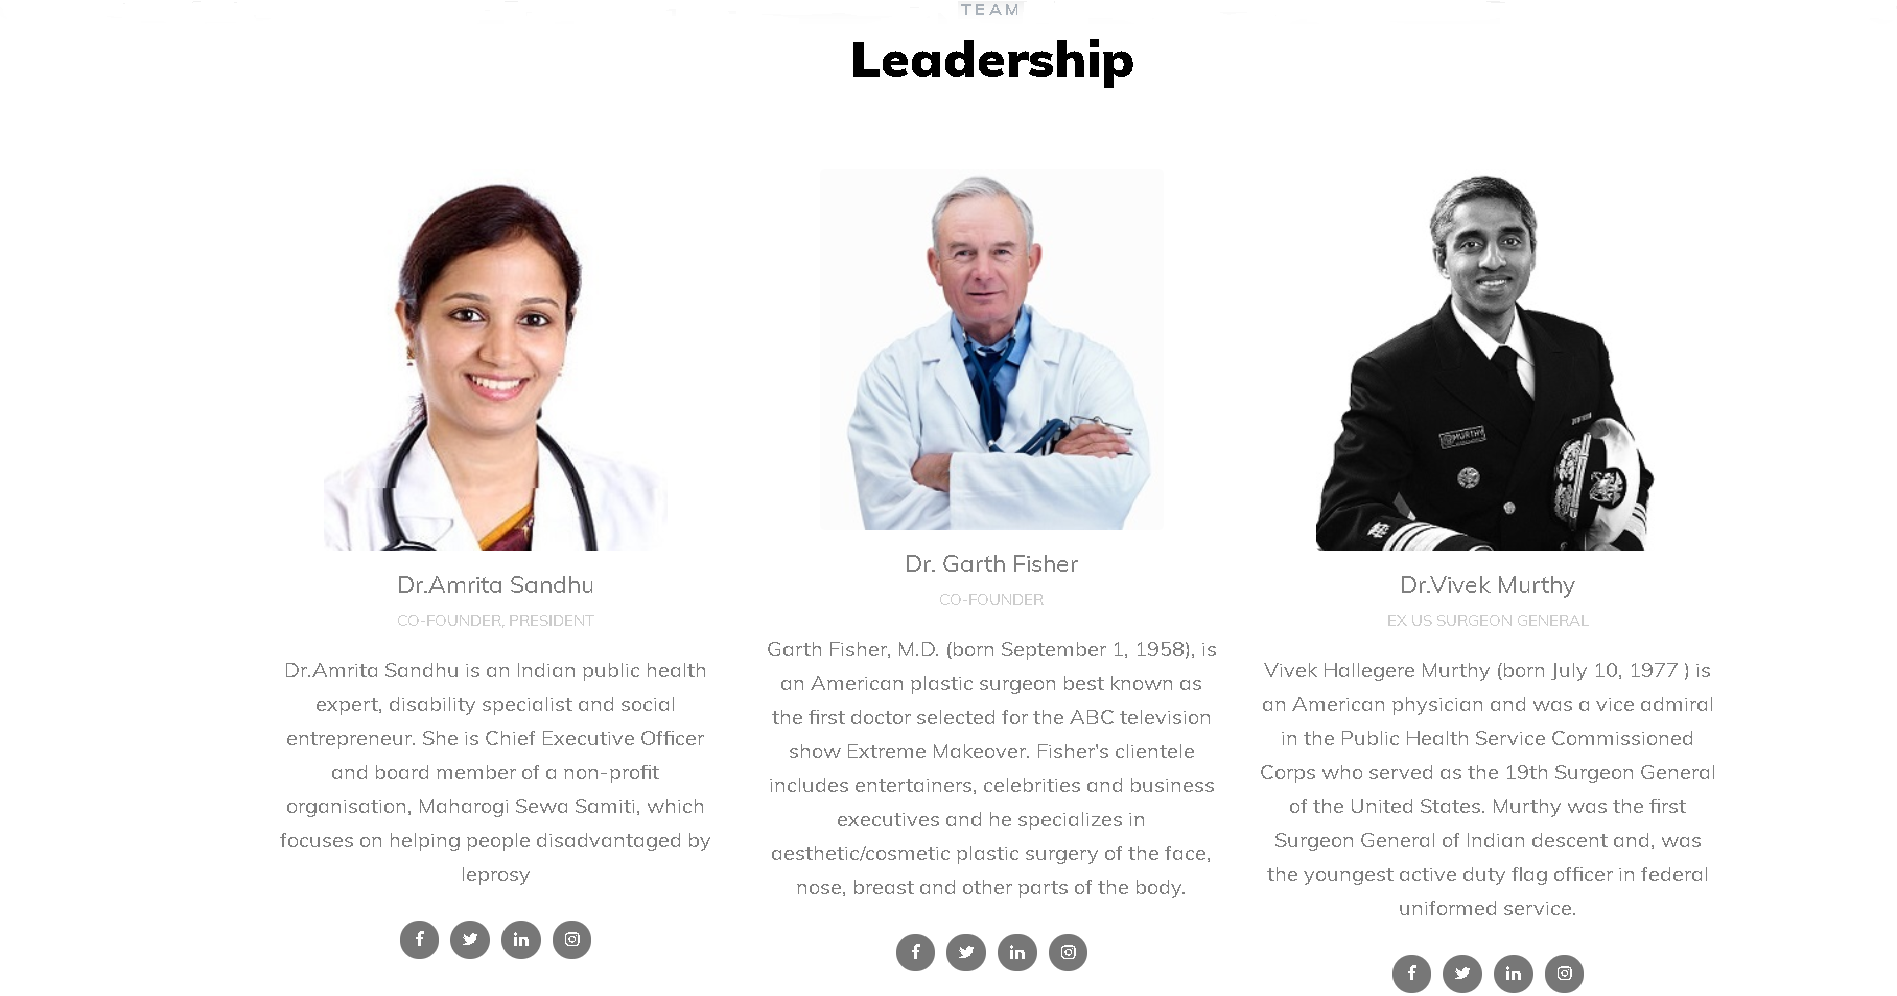 TEAM
Leadership
Dr.Amrita Sandhu
CO-FOUNDER, PRESIDENT
Dr.Amrita Sandhu is an Indian public health
expert, disability specialist and social
entrepreneur. She is Chief Executive Officer
and board member of a non-profit
organisation, Maharogi Sewa Samiti, which
focuses on helping people disadvantaged by
leprosy
Dr. Garth Fisher
CO-FOUNDER
Garth Fisher, M.D. (born September 1, 1958), is
an American plastic surgeon best known as
the first doctor selected for the ABC television
show Extreme Makeover. Fisher's clientele
includes entertainers, celebrities and business
executives and he specializes in
aesthetic/cosmetic plastic surgery of the face,
nose, breast and other parts of the body.
MURTHY
Dr.Vivek Murthy
EX US SURGEON GENERAL
Vivek Hallegere Murthy (born July 10, 1977 ) is
an American physician and was a vice admiral
in the Public Health Service Commissioned
Corps who served as the 19th Surgeon General
of the United States. Murthy was the first
Surgeon General of Indian descent and, was
the youngest active duty flag officer in federal
uniformed service.